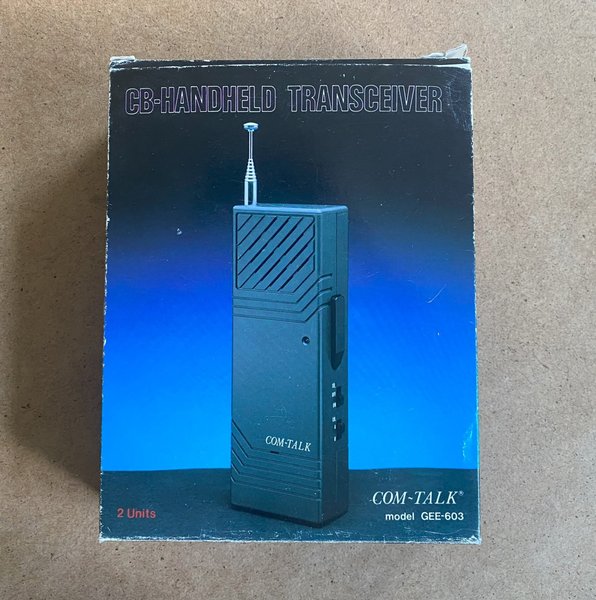 CB-HANDHELD TRANSCEIVER
COM-TALK
COM~TALK®
2 Units
model GEE-603